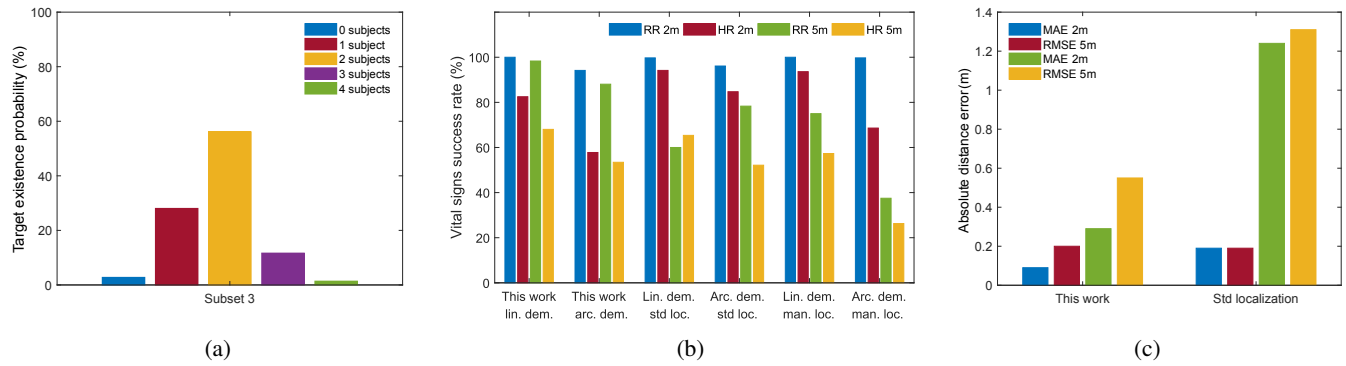 Target existence probability (%)
100
80
60
40
20
0
0 subjects
1 subject
2 subjects
3 subjects
4 subjects
Subset 3
(a)
Vital signs success rate (%)
100
80
60
40
20
0
RR 2m HR 2m RR 5m HR 5m
This work This work Lin. dem. Arc. dem. Lin. dem. Arc. dem.
lin. dem. arc. dem. std loc. std loc. man. loc. man. loc.
(b)
Absolute distance error (m)
1.4
1.2
1
0.8
0.6
0.4
0.2
0
MAE 2m
RMSE 5m
MAE 2m
RMSE 5m
This work Std localization
(c)